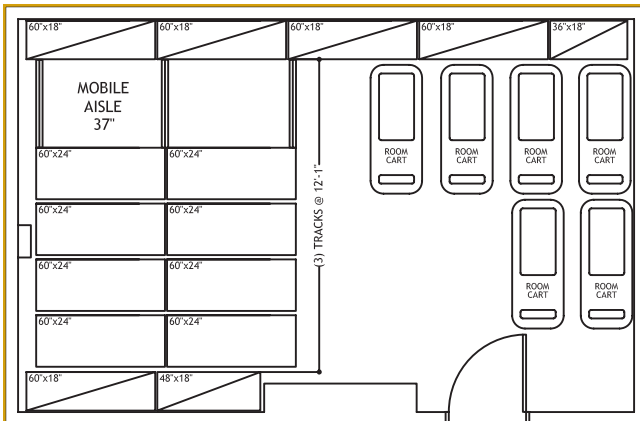 60"x18"
60"x18"
60"x18"
60"x18"
36"x18"
MOBILE
AISLE
37"
60"x24"
60"x24"
60"x24"
60"x24"
60"x24"
60"x24"
60"x24"
60"x24"
60"x18"
48"x18"
(3) TRACKS @ 12'-1"
ROOM
CART
ROOM
CART
ROOM
CART
ROOM
CART
ROOM
CART
ROOM
CART